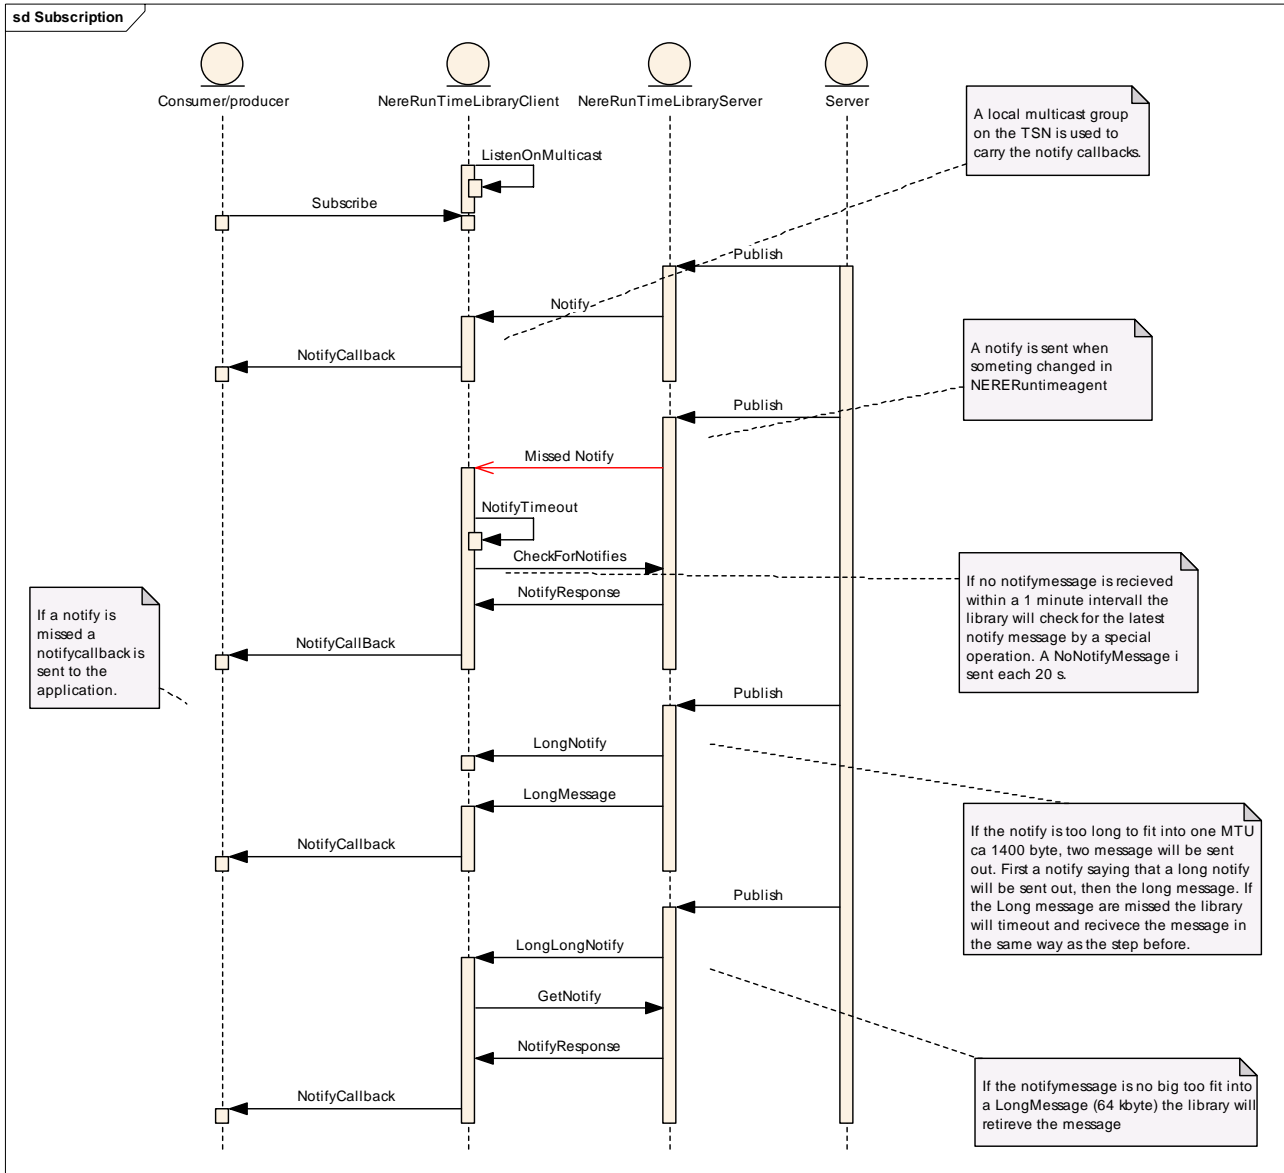 sd Subscription
Consumer/producer
NereRunTimeLibraryClient
NereRunTimeLibraryServer
Server
A local multicast group
on the TSN is used to
carry the notify callbacks.
ListenOnMulticast
Subscribe
Publish
Notify
NotifyCallback
A notify is sent when
someting changed in
NERERuntimeagent
Publish
Missed Notify
NotifyTimeout
CheckForNotifies
If no notifymessage is recieved
within a 1 minute intervall the
library will check for the latest
notify message by a special
operation. A NoNotifyMessage i
sent each 20 s.
NotifyResponse
If a notify is
missed a
notifycallback is
sent to the
application.
NotifyCallBack
Publish
LongNotify
LongMessage
NotifyCallback
If the notify is too long to fit into one MTU
ca 1400 byte, two message will be sent
out. First a notify saying that a long notify
will be sent out, then the long message. If
the Long message are missed the library
will timeout and recivece the message in
the same way as the step before.
Publish
LongLongNotify
GetNotify
NotifyResponse
NotifyCallback
If the notifymessage is no big too fit into
a LongMessage (64 kbyte) the library will
retireve the message